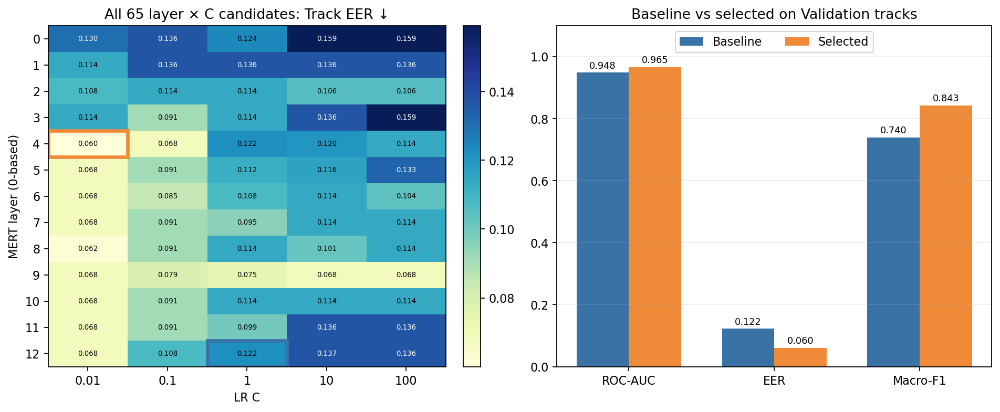 All 65 layer × C candidates: Track EER ↓
MERT layer (0-based)
0 0.130 0.136 0.124 0.159 0.159
1 0.114 0.136 0.136 0.136 0.136
2 0.108 0.114 0.114 0.106 0.106
3 0.114 0.091 0.114 0.136 0.159
4 0.060 0.068 0.122 0.120 0.114
5 0.068 0.091 0.112 0.116 0.133
6 0.068 0.085 0.108 0.114 0.104
7 0.068 0.091 0.095 0.114 0.114
8 0.062 0.091 0.114 0.101 0.114
9 0.068 0.079 0.075 0.068 0.068
10 0.068 0.091 0.114 0.114 0.114
11 0.068 0.091 0.099 0.136 0.136
12 0.068 0.108 0.122 0.137 0.136
0.01 0.1 1 10 100
LR C
0.14
0.12
0.10
0.08
Baseline vs selected on Validation tracks
Baseline Selected
1.0
0.8
0.6
0.4
0.2
0.0
0.948 0.965
0.122 0.060
0.740 0.843
ROC-AUC EER Macro-F1